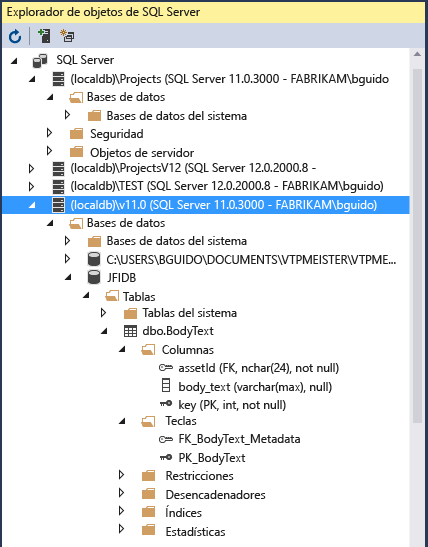 Explorador de objetos de SQL Server
SQL Server
(localdb)\Projects (SQL Server 11.0.3000 - FABRIKAM\bguido
Bases de datos
Bases de datos del sistema
Seguridad
Objetos de servidor
(localdb)\ProjectsV12 (SQL Server 12.0.2000.8 -
(localdb)\TEST (SQL Server 12.0.2000.8 - FABRIKAM\bguido)
(localdb)\v11.0 (SQL Server 11.0.3000 - FABRIKAM\bguido)
Bases de datos
Bases de datos del sistema
C:\USERS\BGUIDO\DOCUMENTS\VTPMEISTER\VTPME...
JFIDB
Tablas
Tablas del sistema
dbo.BodyText
Columnas
assetId (FK, nchar(24), not null)
body_text (varchar(max), null)
key (PK, int, not null)
Teclas
FK_BodyText_Metadata
PK_BodyText
Restricciones
Desencadenadores
Índices
Estadísticas